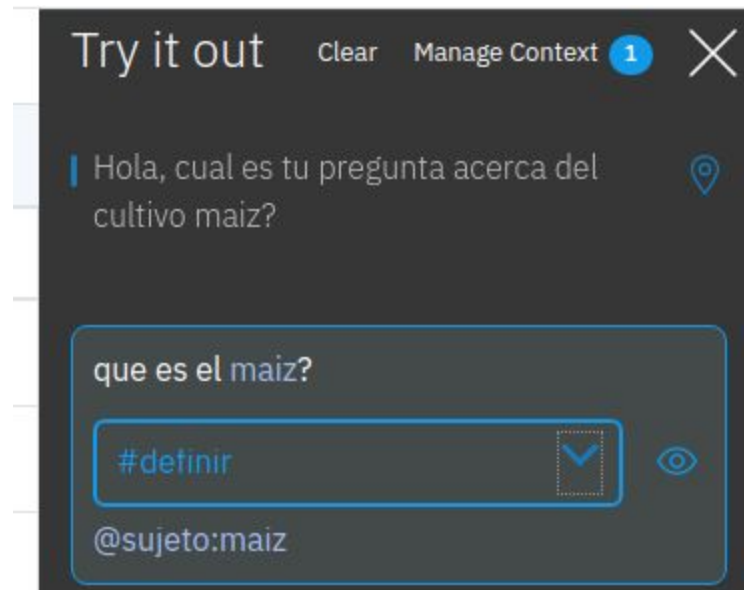 Try it out Clear Manage Context 1
Hola, cual es tu pregunta acerca del
cultivo maiz?
que es el maiz?
#definir
@sujeto:maiz